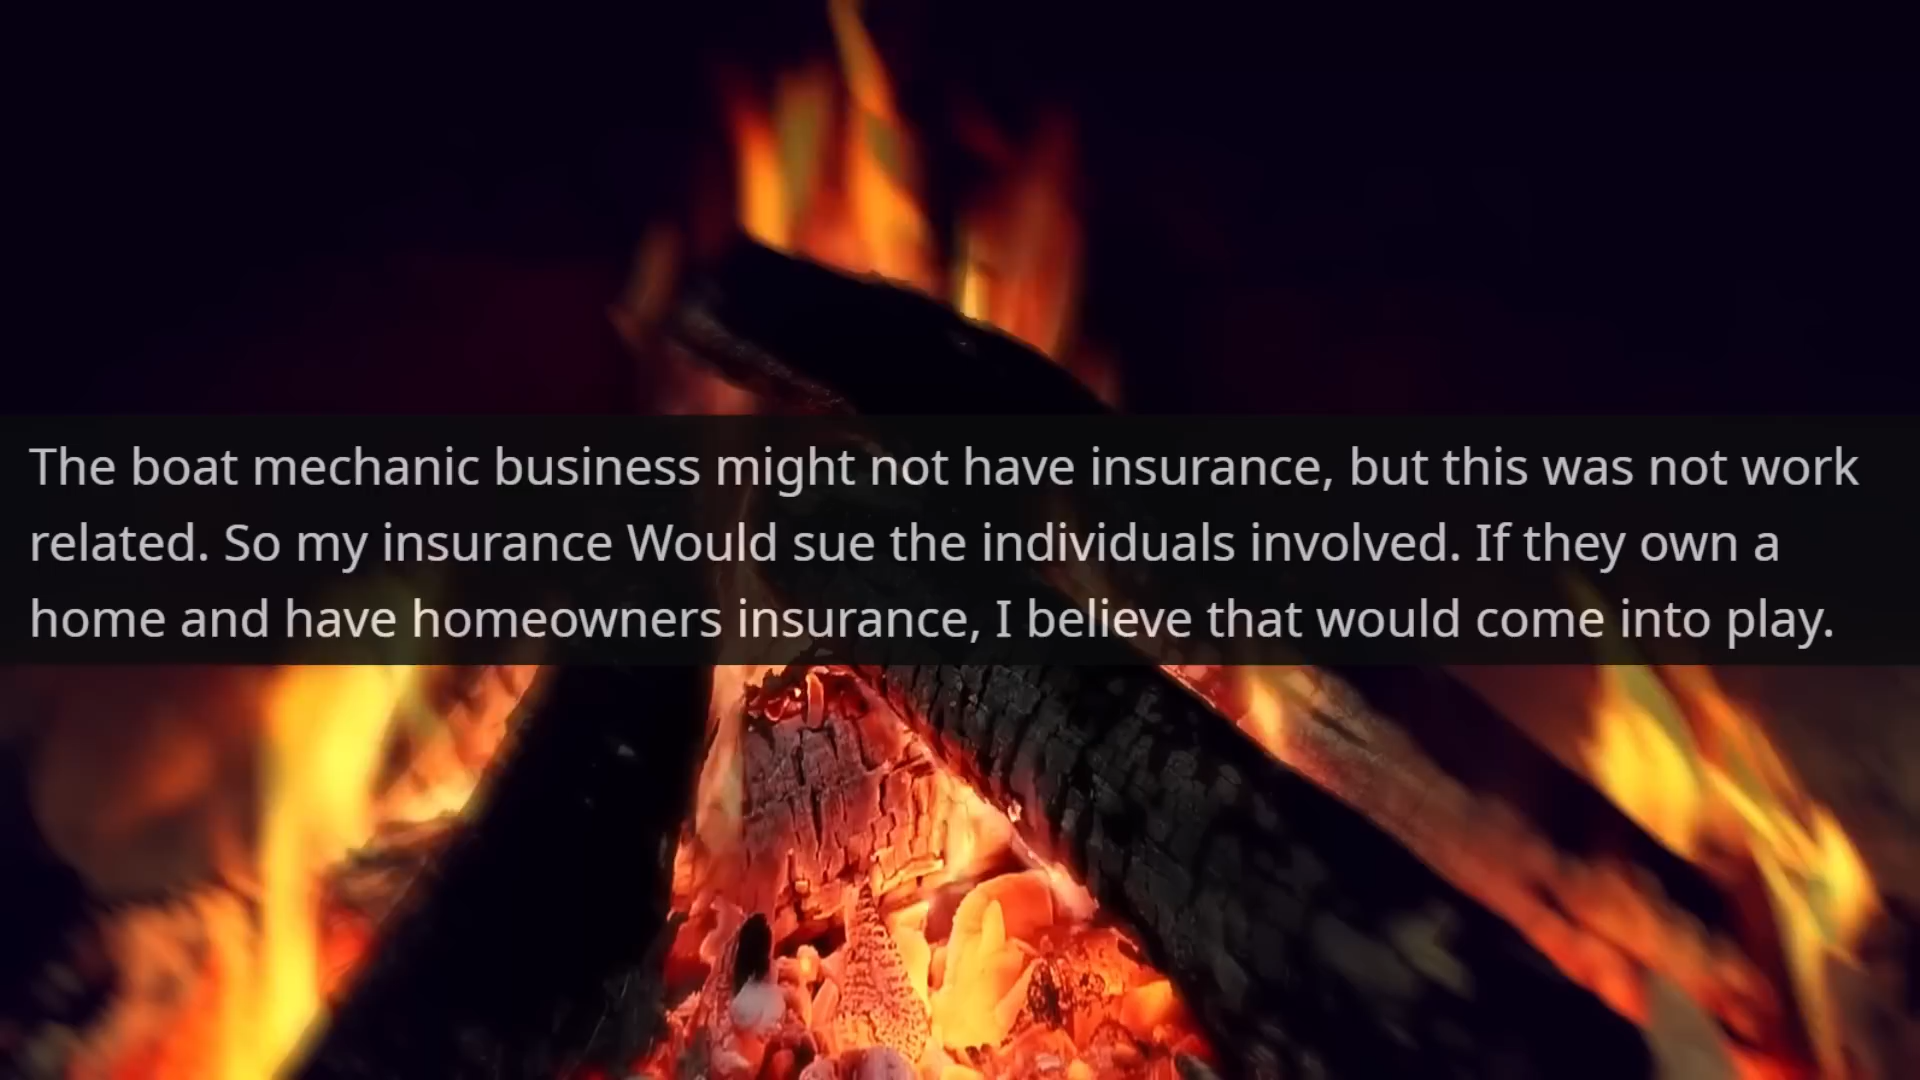 The boat mechanic business might not have insurance, but this was not work
related. So my insurance Would sue the individuals involved. If they own a
home and have homeowners insurance, I believe that would come into play.